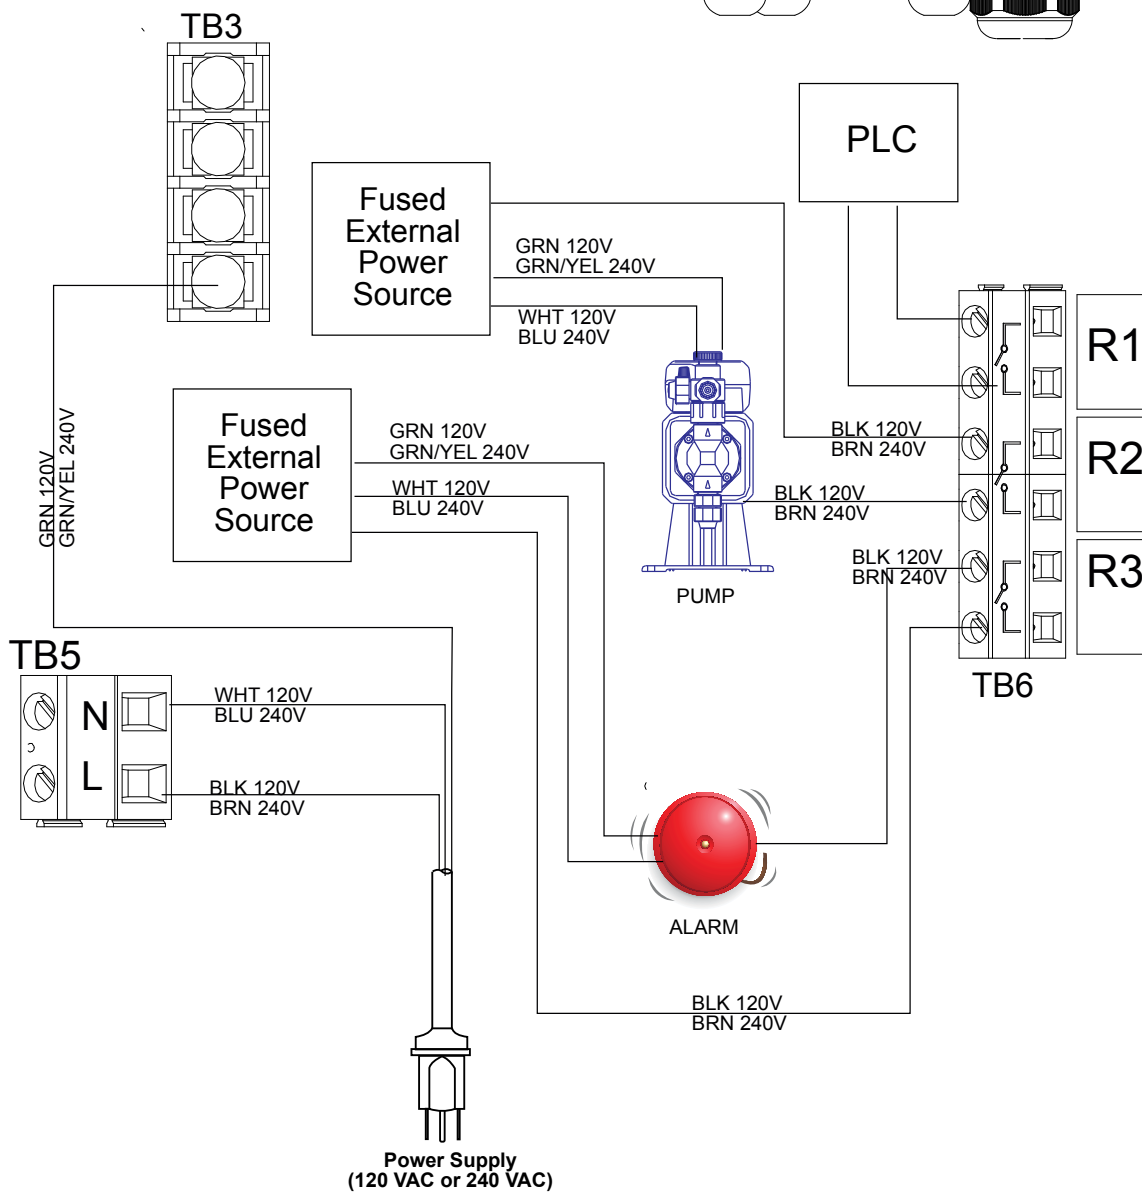 TB3
PLC
Fused
External
Power
Source
GRN 120V
GRN/YEL 240V
WHT 120V
BLU 240V
R1
Fused
External
Power
Source
GRN 120V
GRN/YEL 240V
WHT 120V
BLU 240V
BLK 120V
BRN 240V
R2
BLK 120V
BRN 240V
GRN 120V
GRN/YEL 240V
BLK 120V
BRN 240V
R3
PUMP
TB5
TB6
N
WHT 120V
BLU 240V
L
BLK 120V
BRN 240V
ALARM
BLK 120V
BRN 240V
Power Supply
(120 VAC or 240 VAC)